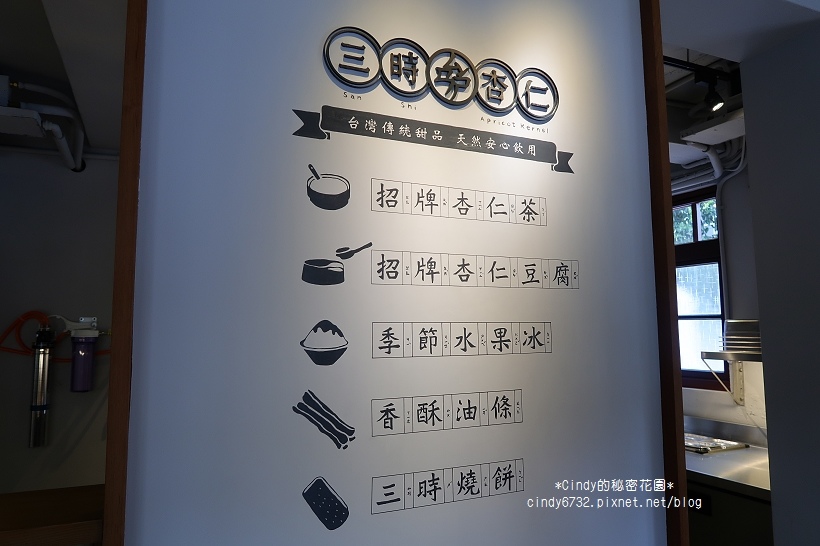 三時杏仁
San Shi Apricot Kernel
台灣傳統甜品 天然安心飲用
招牌杏仁茶
招牌杏仁豆腐
季節水果冰
香酥油條
三時燒餅
*Cindy的秘密花園*
cindy6732.pixnet.net/blog